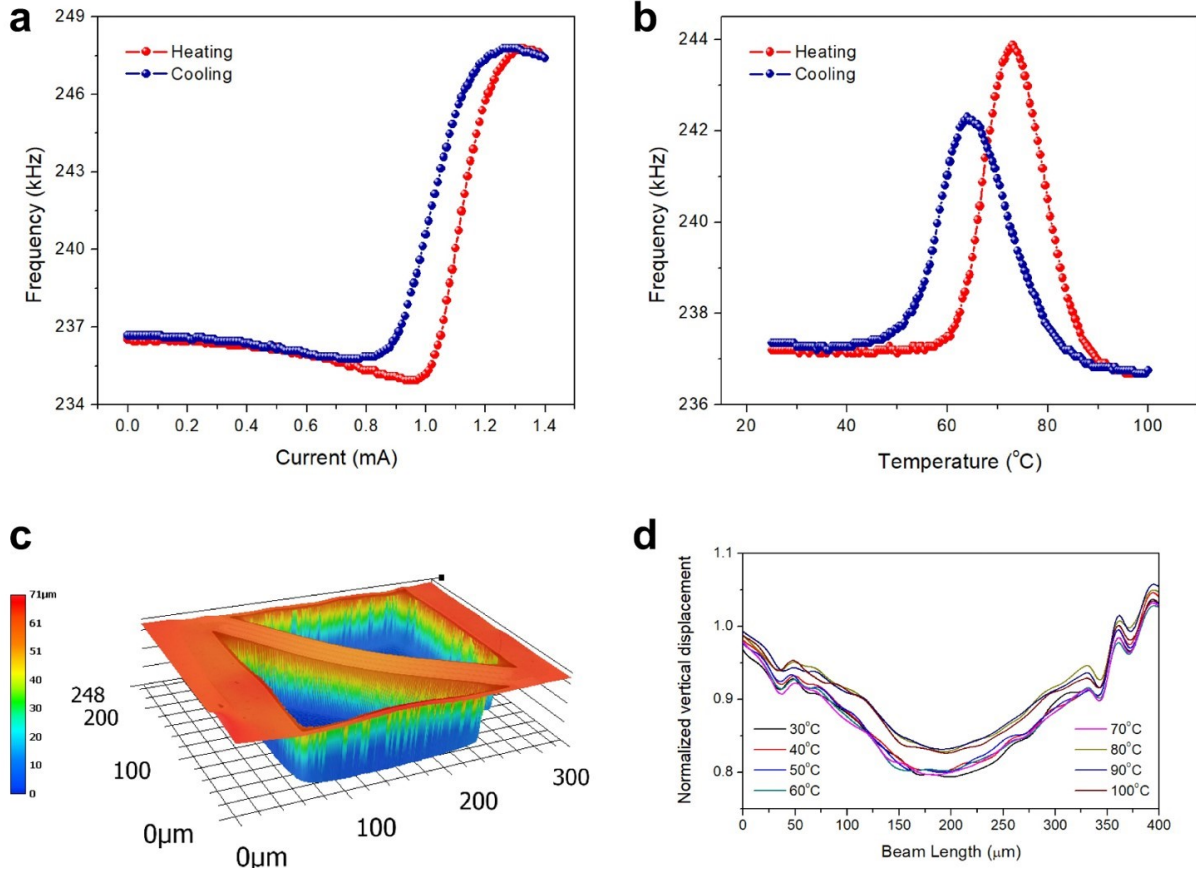 a
249
246
243
240
237
234
Frequency (kHz)
Heating
Cooling
0.0 0.2 0.4 0.6 0.8 1.0 1.2 1.4
Current (mA)
b
244
242
240
238
236
Frequency (kHz)
Heating
Cooling
20 40 60 80 100
Temperature (°C)
c
71μm
61
51
40
30
20
10
0
248
200
100
0μm
0μm
100
200
300
d
1.1
1.0
0.9
0.8
Normalized vertical displacement
30°C
40°C
50°C
60°C
70°C
80°C
90°C
100°C
0 50 100 150 200 250 300 350 400
Beam Length (μm)